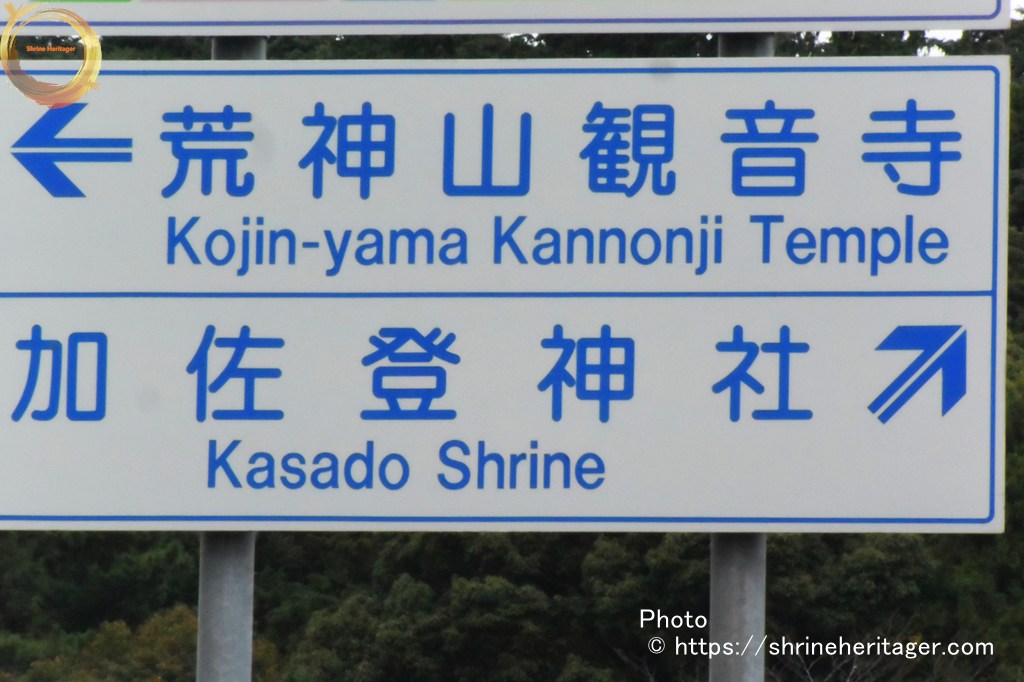 Shrine Heritager
荒神山観音寺
Kojin-yama Kannonji Temple
加佐登神社
Kasado Shrine
Photo
© https://shrineheritager.com